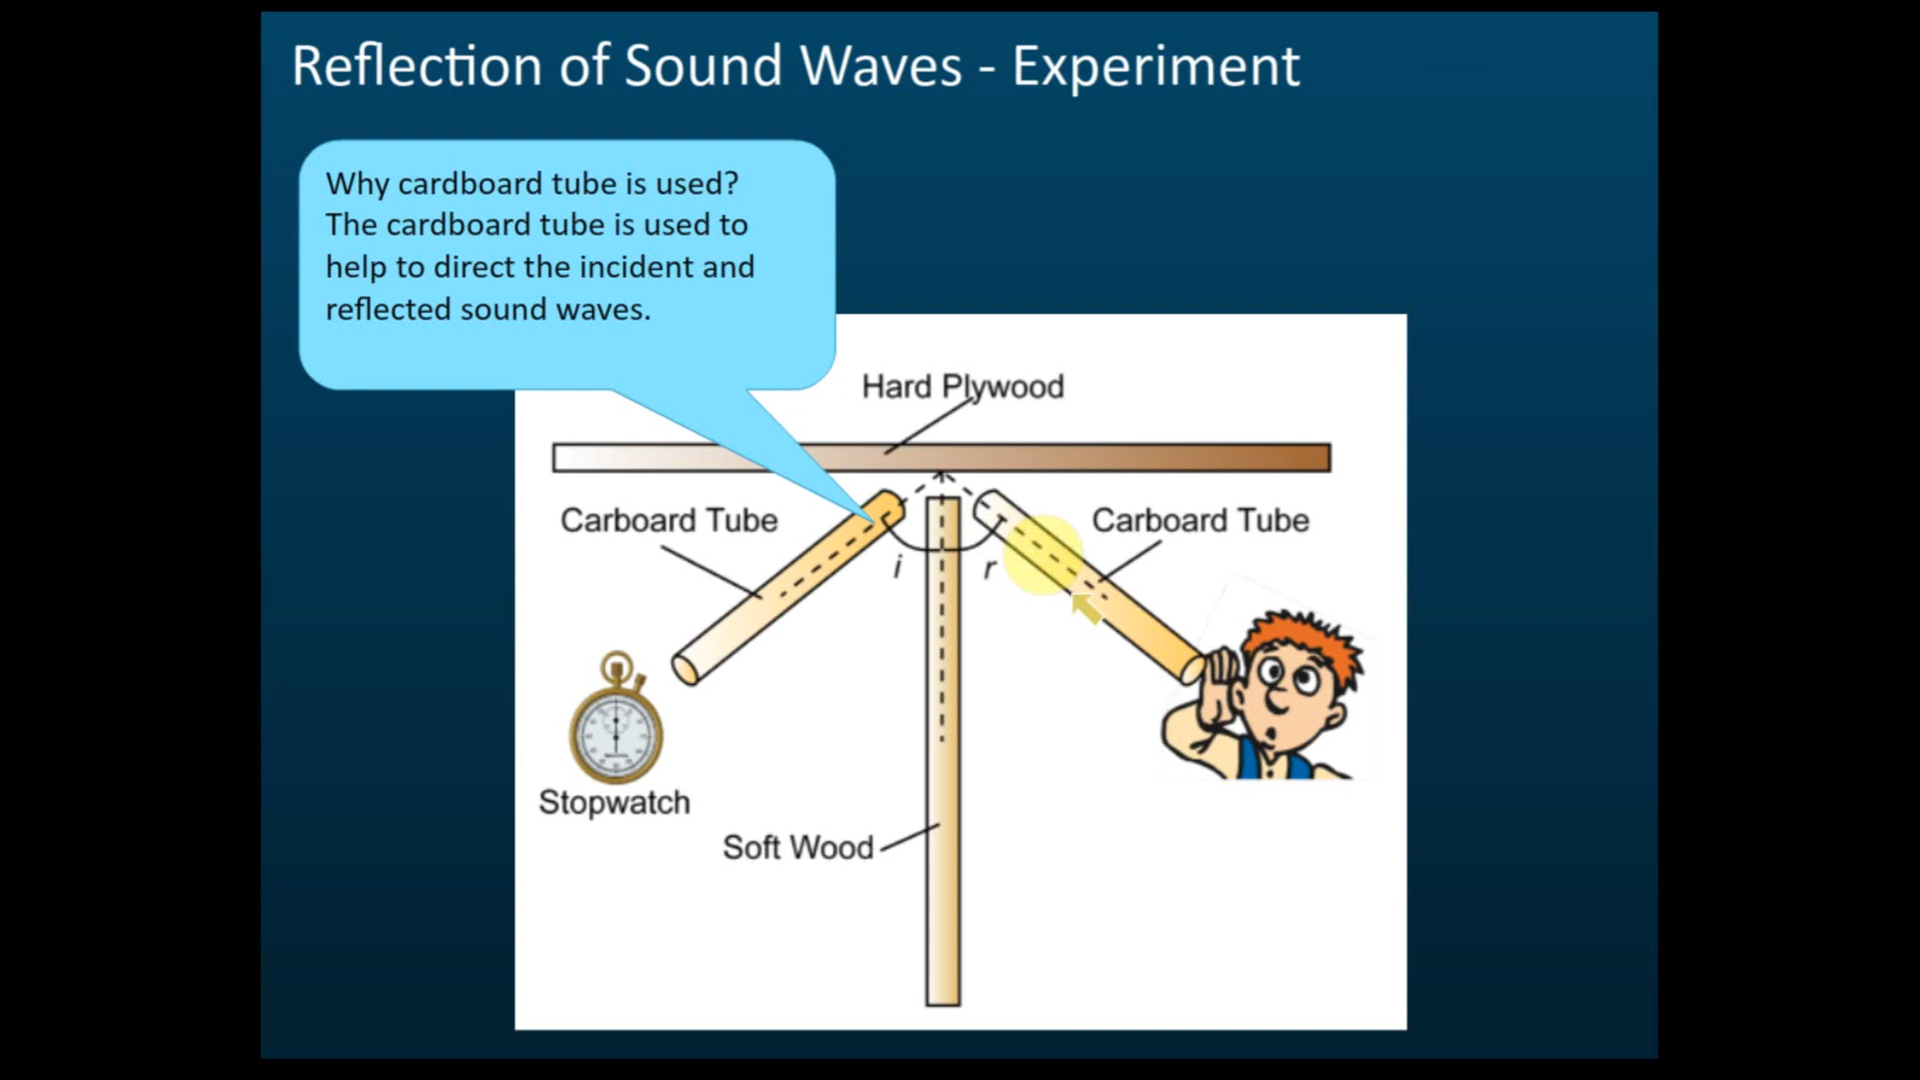 Reflection of Sound Waves - Experiment
Why cardboard tube is used?
The cardboard tube is used to
help to direct the incident and
reflected sound waves.
Hard Plywood
Carboard Tube
Carboard Tube
i
r
Stopwatch
Soft Wood